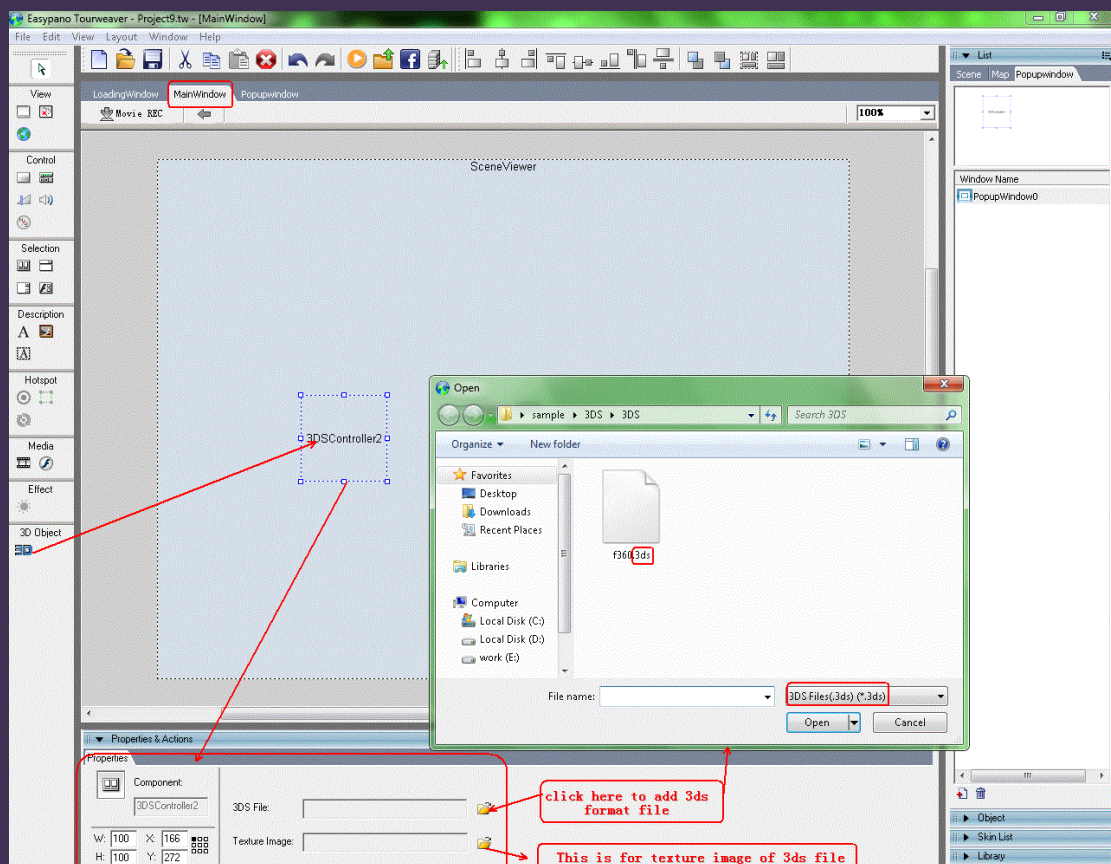 Easypano Tourweaver - Project9.tw - [MainWindow]
File Edit View Layout Window Help
List
Scene Map Popupwindow
View
LoadingWindow MainWindow Popupwindow
Movie REC
100%
Control
SceneViewer
Window Name
PopupWindow0
Selection
Description
A
Hotspot
Media
Effect
3D Object
3D
3DSController2
Open
sample 3DS 3DS
Search 3DS
Organize New folder
Favorites
Desktop
Downloads
Recent Places
Libraries
Computer
Local Disk (C:)
Local Disk (D:)
work (E:)
f360.3ds
File name:
3DS Files(.3ds) (*.3ds)
Open Cancel
Properties & Actions
Properties
Component:
3DSController2
W: 100 X: 166
H: 100 Y: 272
3DS File:
Texture Image:
click here to add 3ds
format file
This is for texture image of 3ds file
Object
Skin List
Library